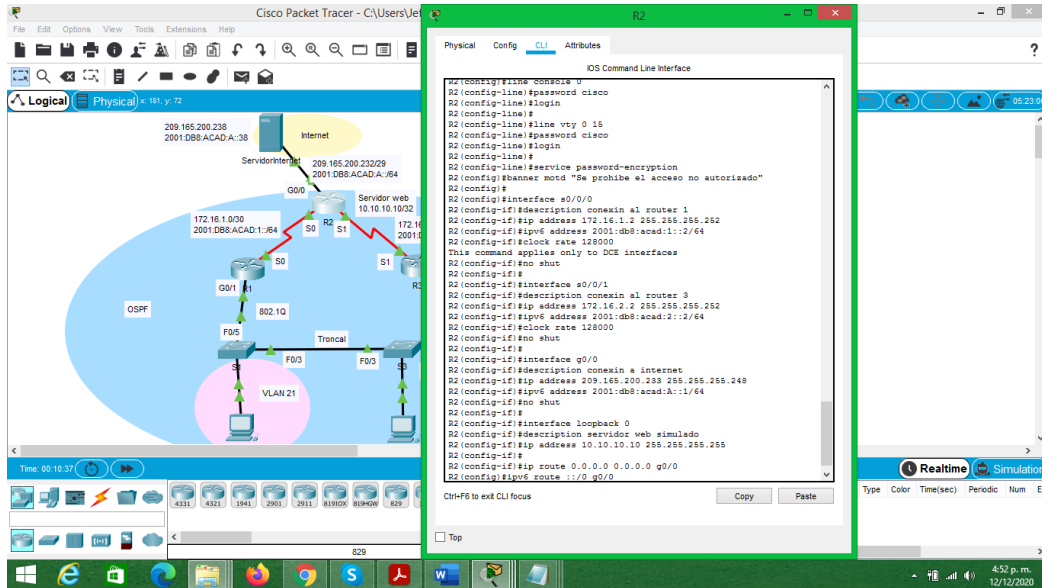 Cisco Packet Tracer - C:\Users\Jef
File Edit Options View Tools Extensions Help
?
Logical
Physical
x: 181, y: 72
05:23:00
209.165.200.238
2001:DB8:ACAD:A::38
Internet
ServidorInternet
209.165.200.232/29
2001:DB8:ACAD:A::/64
G0/0
Servidor web
10.10.10.10/32
172.16.1.0/30
2001:DB8:ACAD:1::/64
S0
R2
S1
172.16
2001:
S0
S1
G0/1
R1
R3
OSPF
802.1Q
F0/5
Troncal
F0/3
F0/3
S1
S3
VLAN 21
Time: 00:10:37
Realtime
Simulation
4331
4321
1941
2901
2911
819IOX
819HGW
829
829
Type Color Time(sec) Periodic Num E
R2
Physical Config CLI Attributes
IOS Command Line Interface
R2(config)#line console 0
R2(config-line)#password cisco
R2(config-line)#login
R2(config-line)#
R2(config-line)#line vty 0 15
R2(config-line)#password cisco
R2(config-line)#login
R2(config-line)#
R2(config-line)#service password-encryption
R2(config)#banner motd "Se prohibe el acceso no autorizado"
R2(config)#
R2(config)#interface s0/0/0
R2(config-if)#description conexin al router 1
R2(config-if)#ip address 172.16.1.2 255.255.255.252
R2(config-if)#ipv6 address 2001:db8:acad:1::2/64
R2(config-if)#clock rate 128000
This command applies only to DCE interfaces
R2(config-if)#no shut
R2(config-if)#
R2(config-if)#interface s0/0/1
R2(config-if)#description conexin al router 3
R2(config-if)#ip address 172.16.2.2 255.255.255.252
R2(config-if)#ipv6 address 2001:db8:acad:2::2/64
R2(config-if)#clock rate 128000
R2(config-if)#no shut
R2(config-if)#
R2(config-if)#interface g0/0
R2(config-if)#description conexin a internet
R2(config-if)#ip address 209.165.200.233 255.255.255.248
R2(config-if)#ipv6 address 2001:db8:acad:A::1/64
R2(config-if)#no shut
R2(config-if)#
R2(config-if)#interface loopback 0
R2(config-if)#description servidor web simulado
R2(config-if)#ip address 10.10.10.10 255.255.255.255
R2(config-if)#
R2(config-if)#ip route 0.0.0.0 0.0.0.0 g0/0
R2(config)#ipv6 route ::/0 g0/0
Ctrl+F6 to exit CLI focus
Copy
Paste
Top
4:52 p. m.
12/12/2020